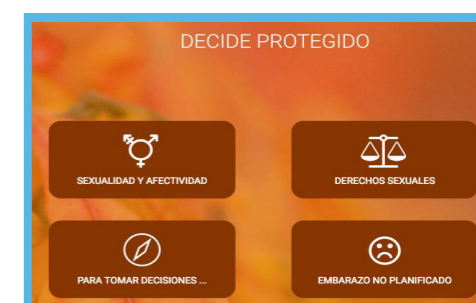 DECIDE PROTEGIDO
SEXUALIDAD Y AFECTIVIDAD
DERECHOS SEXUALES
PARA TOMAR DECISIONES ...
EMBARAZO NO PLANIFICADO